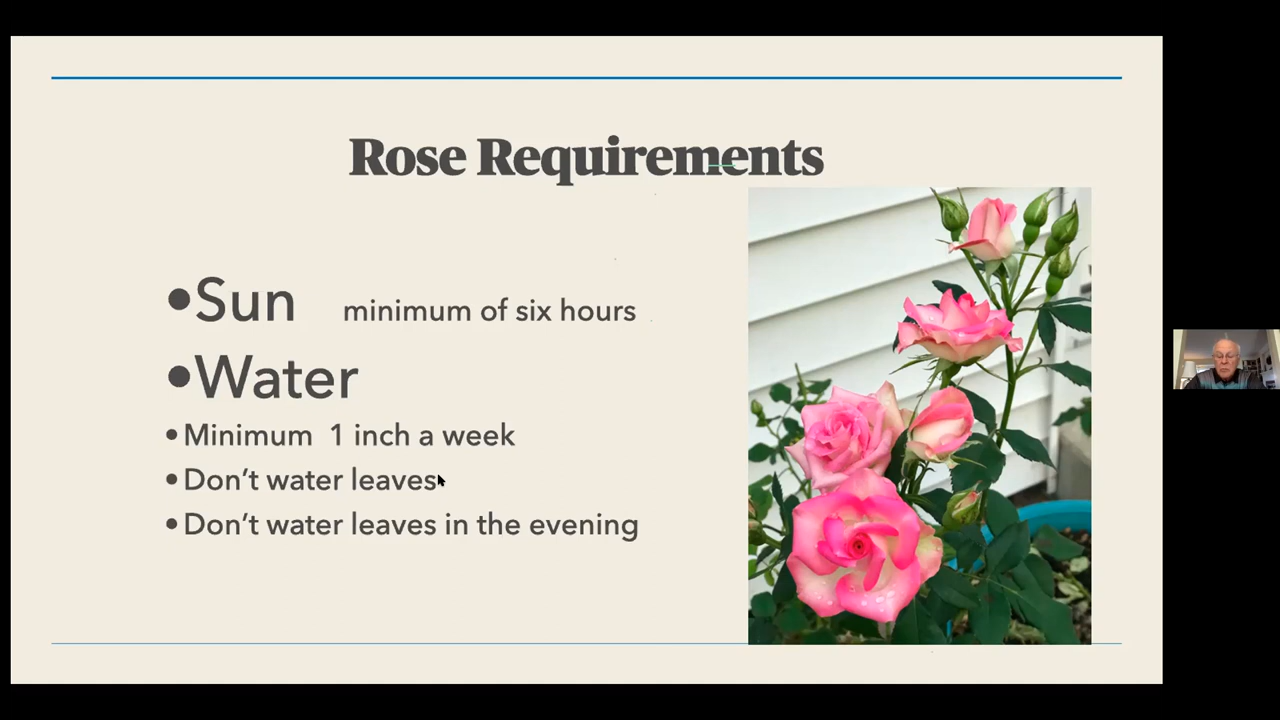 Rose Requirements
•Sun minimum of six hours
•Water
•Minimum 1 inch a week
•Don’t water leaves
•Don’t water leaves in the evening